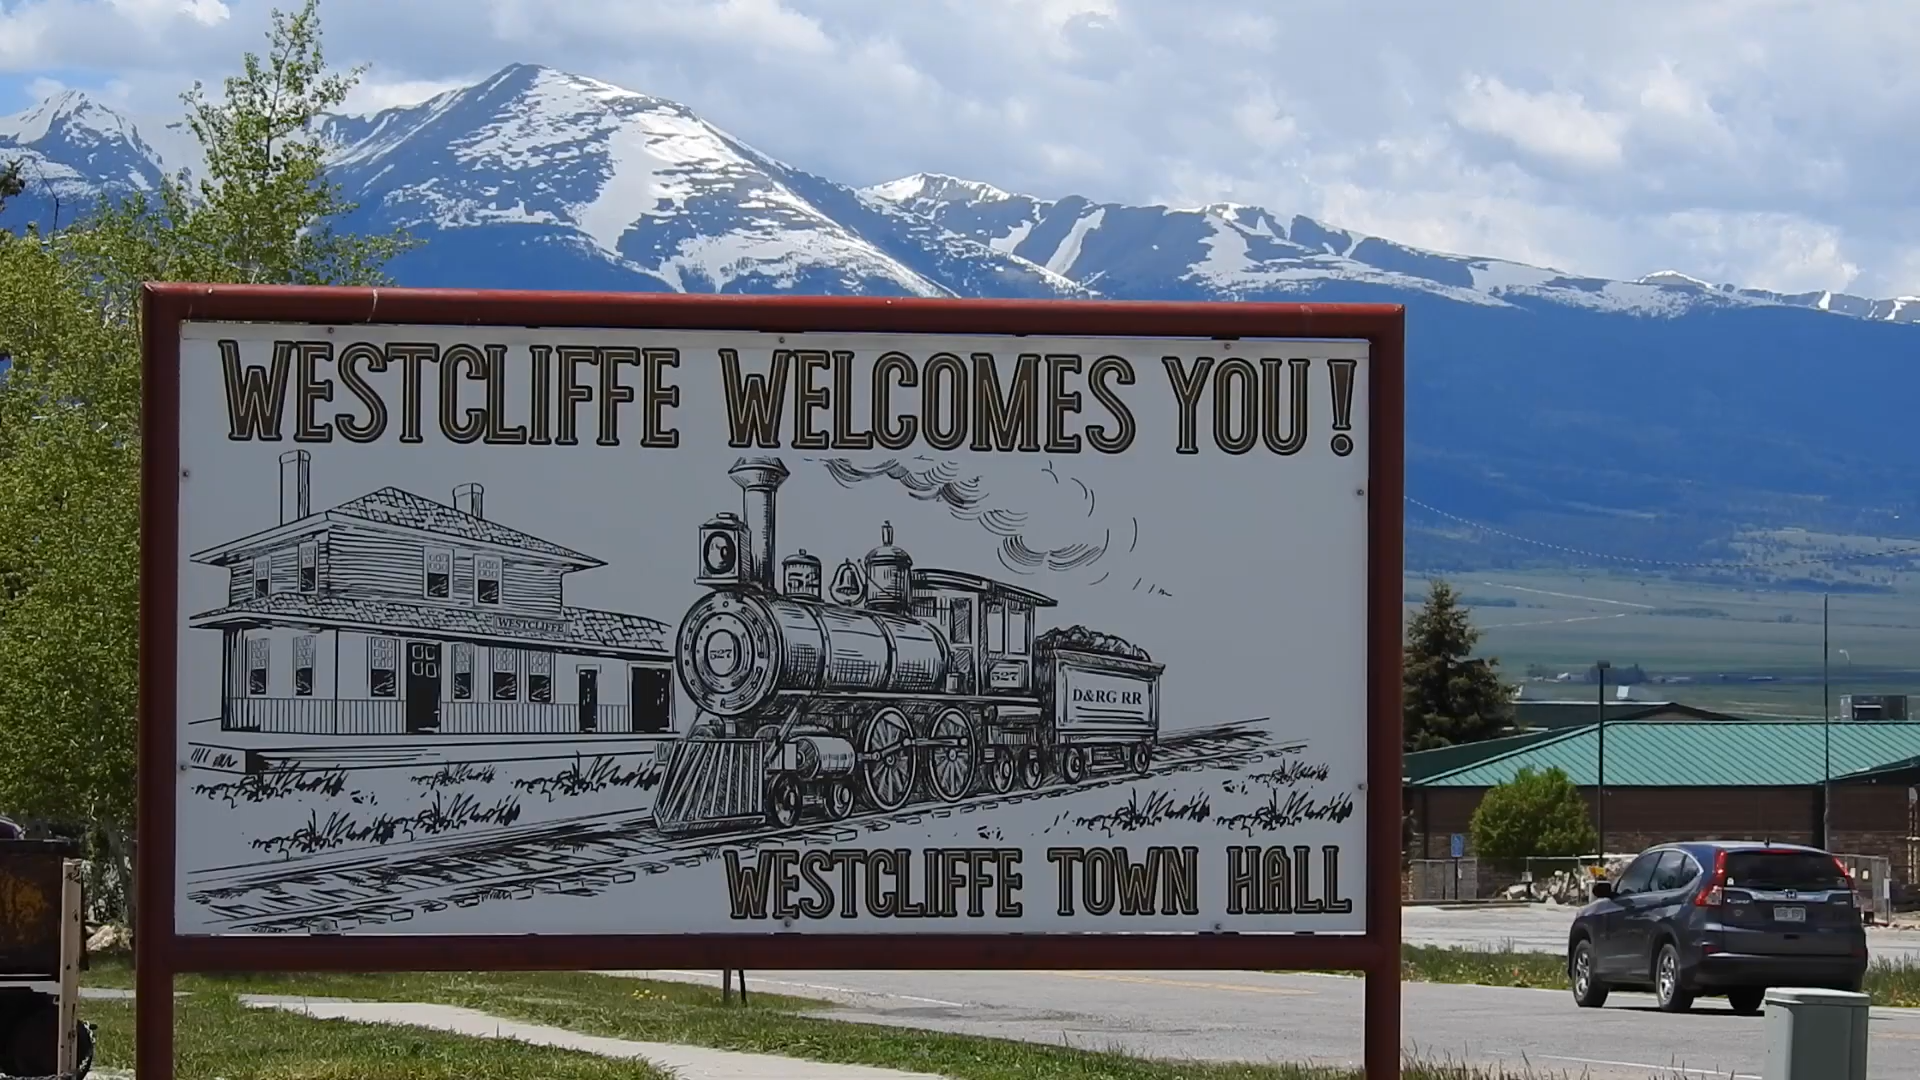 WESTCLIFFE WELCOMES YOU!
WESTCLIFFE
527
527
D&RG RR
WESTCLIFFE TOWN HALL